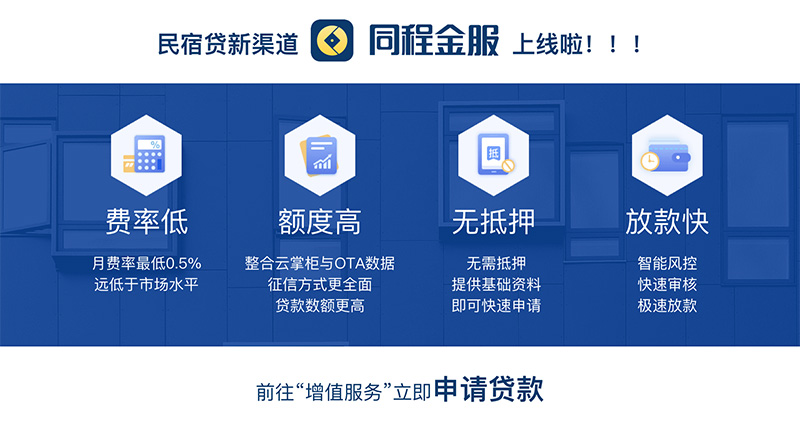 民宿贷新渠道 同程金服 上线啦！！！
%
抵
费率低 额度高 无抵押 放款快
月费率最低0.5%
远低于市场水平
整合云掌柜与OTA数据
征信方式更全面
贷款数额更高
无需抵押
提供基础资料
即可快速申请
智能风控
快速审核
极速放款
前往“增值服务”立即申请贷款